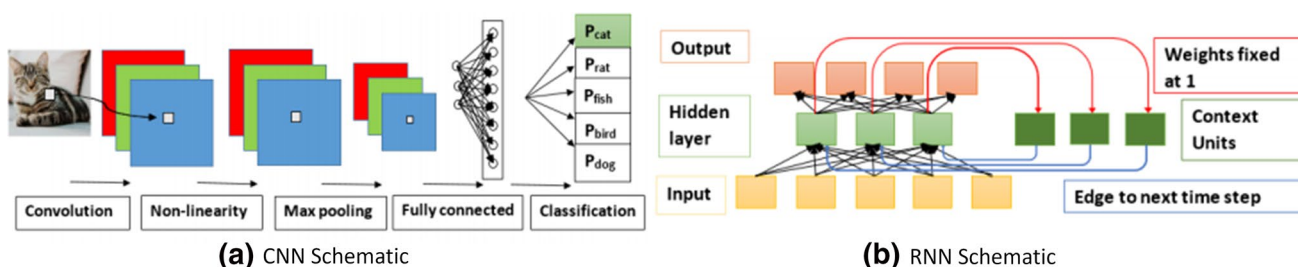 Pcat
Prat
Pfish
Pbird
Pdog
Convolution
Non-linearity
Max pooling
Fully connected
Classification
(a) CNN Schematic
Output
Hidden
layer
Input
Weights fixed
at 1
Context
Units
Edge to next time step
(b) RNN Schematic